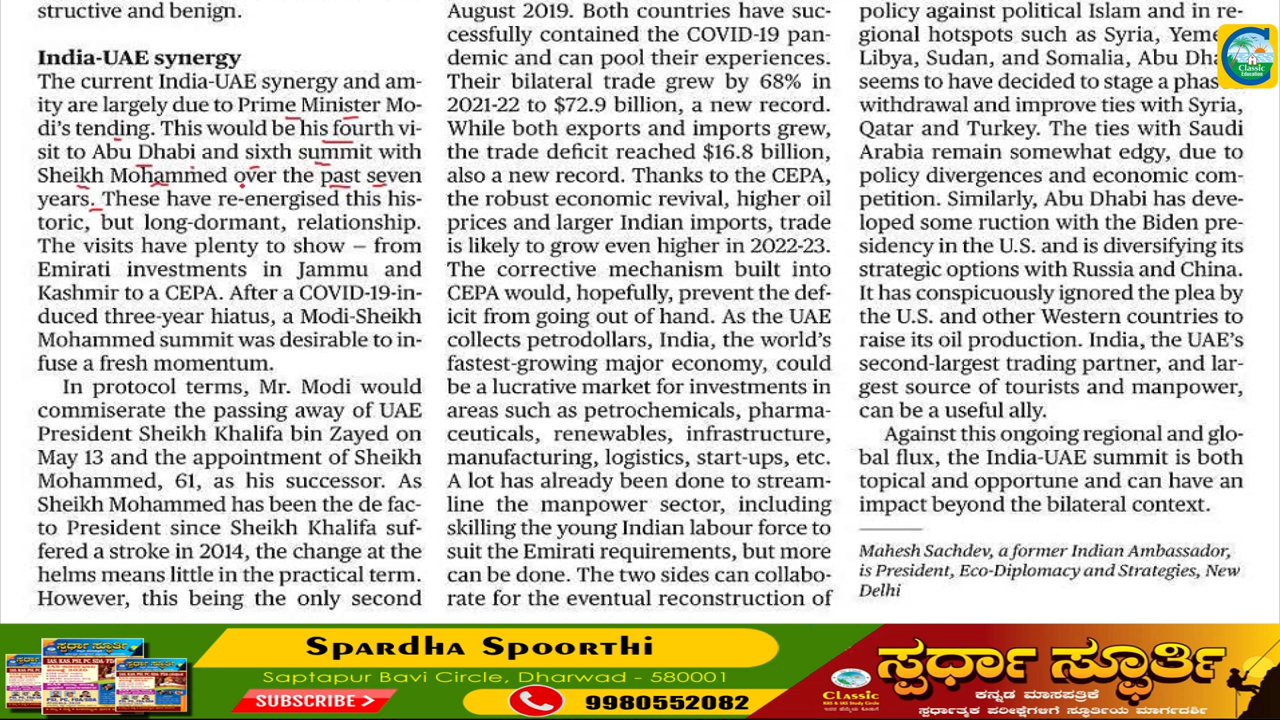 structive and benign.
India-UAE synergy
The current India-UAE synergy and am-
ity are largely due to Prime Minister Mo-
di's tending. This would be his fourth vi-
sit to Abu Dhabi and sixth summit with
Sheikh Mohammed over the past seven
years. These have re-energised this his-
toric, but long-dormant, relationship.
The visits have plenty to show – from
Emirati investments in Jammu and
Kashmir to a CEPA. After a COVID-19-in-
duced three-year hiatus, a Modi-Sheikh
Mohammed summit was desirable to in-
fuse a fresh momentum.
In protocol terms, Mr. Modi would
commiserate the passing away of UAE
President Sheikh Khalifa bin Zayed on
May 13 and the appointment of Sheikh
Mohammed, 61, as his successor. As
Sheikh Mohammed has been the de fac-
to President since Sheikh Khalifa suf-
fered a stroke in 2014, the change at the
helms means little in the practical term.
However, this being the only second
August 2019. Both countries have suc-
cessfully contained the COVID-19 pan-
demic and can pool their experiences.
Their bilateral trade grew by 68% in
2021-22 to $72.9 billion, a new record.
While both exports and imports grew,
the trade deficit reached $16.8 billion,
also a new record. Thanks to the CEPA,
the robust economic revival, higher oil
prices and larger Indian imports, trade
is likely to grow even higher in 2022-23.
The corrective mechanism built into
CEPA would, hopefully, prevent the def-
icit from going out of hand. As the UAE
collects petrodollars, India, the world's
fastest-growing major economy, could
be a lucrative market for investments in
areas such as petrochemicals, pharma-
ceuticals, renewables, infrastructure,
manufacturing, logistics, start-ups, etc.
A lot has already been done to stream-
line the manpower sector, including
skilling the young Indian labour force to
suit the Emirati requirements, but more
can be done. The two sides can collabo-
rate for the eventual reconstruction of
policy against political Islam and in re-
gional hotspots such as Syria, Yeme
Libya, Sudan, and Somalia, Abu Dha
seems to have decided to stage a phas
withdrawal and improve ties with Syria,
Qatar and Turkey. The ties with Saudi
Arabia remain somewhat edgy, due to
policy divergences and economic com-
petition. Similarly, Abu Dhabi has deve-
loped some ruction with the Biden pre-
sidency in the U.S. and is diversifying its
strategic options with Russia and China.
It has conspicuously ignored the plea by
the U.S. and other Western countries to
raise its oil production. India, the UAE's
second-largest trading partner, and lar-
gest source of tourists and manpower,
can be a useful ally.
Against this ongoing regional and glo-
bal flux, the India-UAE summit is both
topical and opportune and can have an
impact beyond the bilateral context.
Mahesh Sachdev, a former Indian Ambassador,
is President, Eco-Diplomacy and Strategies, New
Delhi
Classic
Education
Spardha Spoorthi
Saptapur Bavi Circle, Dharwad - 580001
SUBSCRIBE
9980552082
Classic
KAS & IAS Study Circle
ಸ್ಪರ್ಧಾ ಸ್ಫೂರ್ತಿ
ಕನ್ನಡ ಮಾಸಪತ್ರಿಕೆ
ಸ್ಪರ್ಧಾತ್ಮಕ ಪರೀಕ್ಷೆಗಳಿಗೆ ಸ್ಫೂರ್ತಿಯ ಮಾರ್ಗದರ್ಶಿ